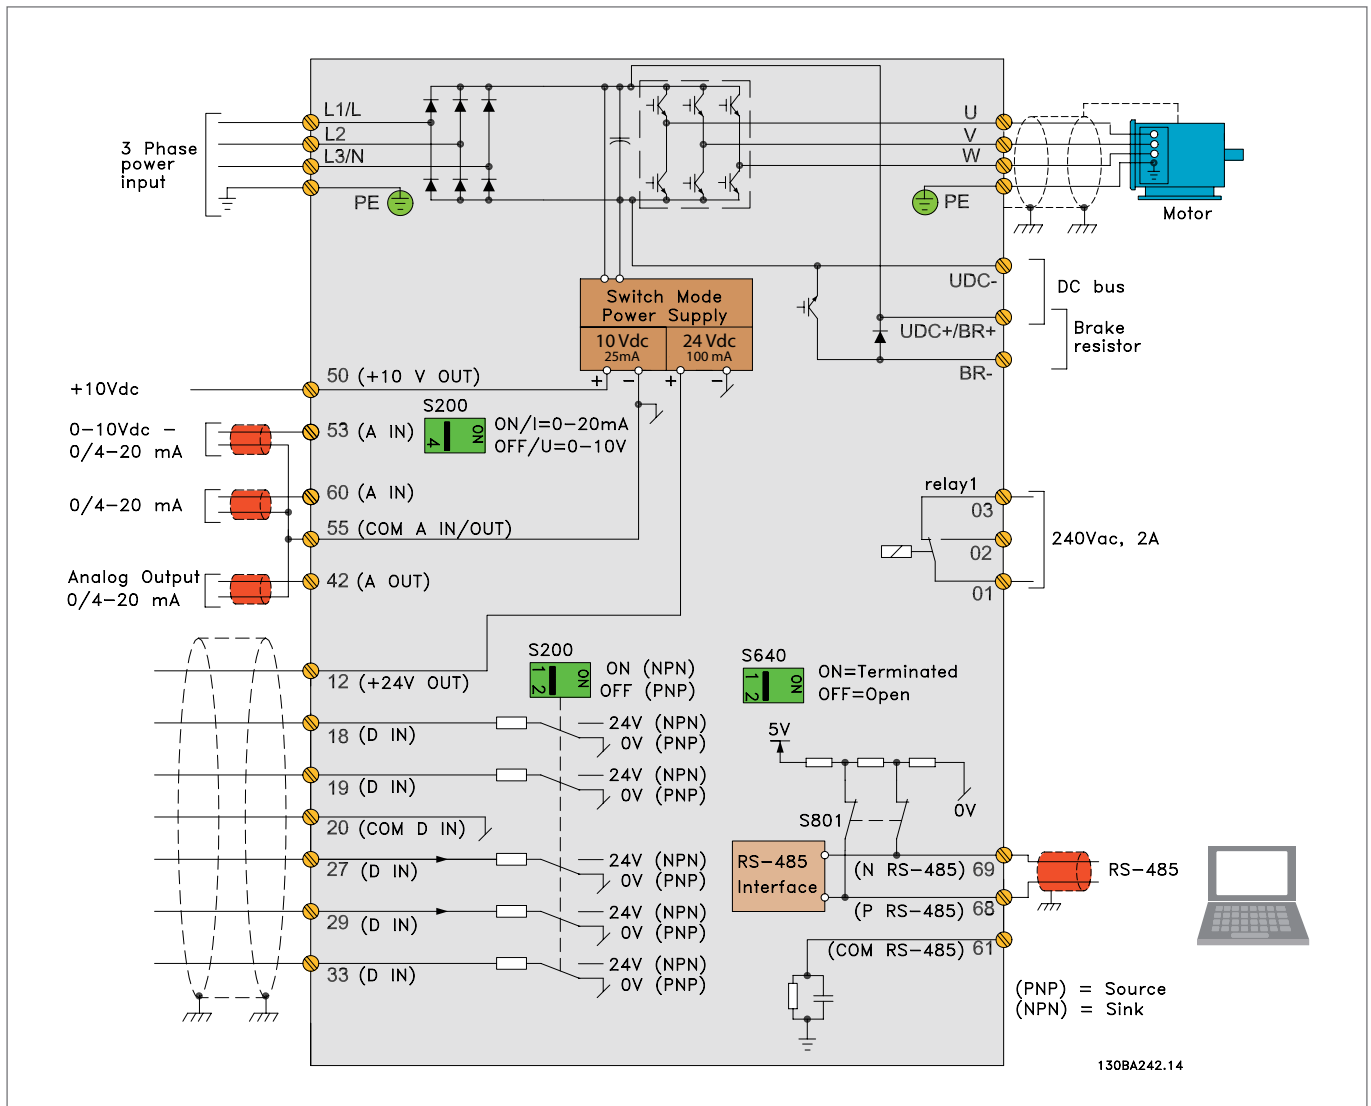 3 Phase
power
input
L1/L
L2
L3/N
PE
U
V
W
PE
Motor
UDC-
DC bus
UDC+/BR+
Brake
resistor
BR-
Switch Mode
Power Supply
10 Vdc
25mA
24 Vdc
100 mA
+ - + -
+10Vdc
50 (+10 V OUT)
S200
ON
4
ON/I=0-20mA
OFF/U=0-10V
0-10Vdc -
0/4-20 mA
53 (A IN)
0/4-20 mA
60 (A IN)
55 (COM A IN/OUT)
Analog Output
0/4-20 mA
42 (A OUT)
relay1
03
02
01
240Vac, 2A
12 (+24V OUT)
S200
1 2
ON
ON (NPN)
OFF (PNP)
S640
1 2
ON
ON=Terminated
OFF=Open
18 (D IN)
24V (NPN)
0V (PNP)
19 (D IN)
24V (NPN)
0V (PNP)
20 (COM D IN)
27 (D IN)
24V (NPN)
0V (PNP)
29 (D IN)
24V (NPN)
0V (PNP)
33 (D IN)
24V (NPN)
0V (PNP)
5V
0V
S801
RS-485
Interface
(N RS-485) 69
(P RS-485) 68
(COM RS-485) 61
RS-485
(PNP) = Source
(NPN) = Sink
130BA242.14